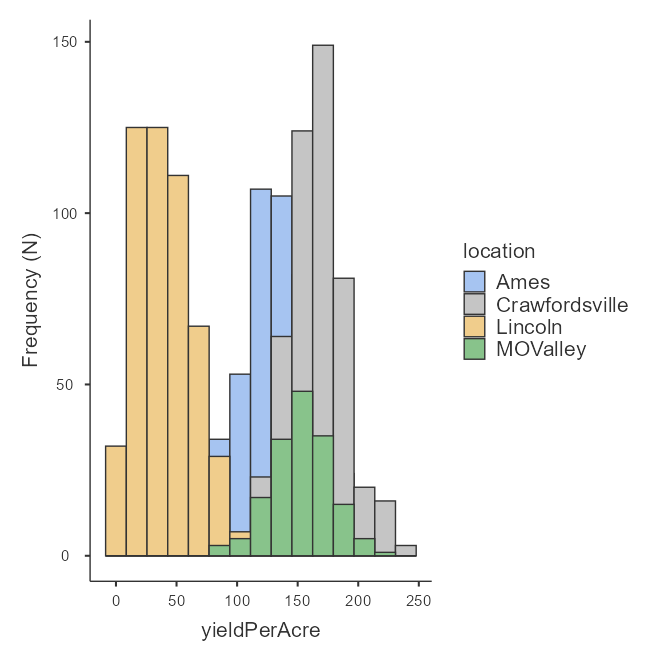 150
100
50
0
Frequency (N)
0 50 100 150 200 250
yieldPerAcre
location
Ames
Crawfordsville
Lincoln
MOValley